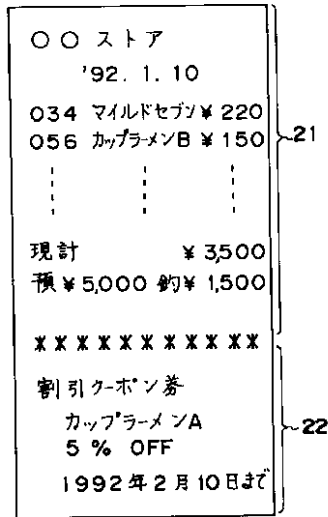 ○○ストア
'92. 1. 10
034 マイルドセブン ¥ 220
056 カップラーメンB ¥ 150
21
現計 ¥ 3,500
預 ¥ 5,000 釣 ¥ 1,500
***********
割引クーポン券
カップラーメンA
5 % OFF
22
1992年2月10日まで